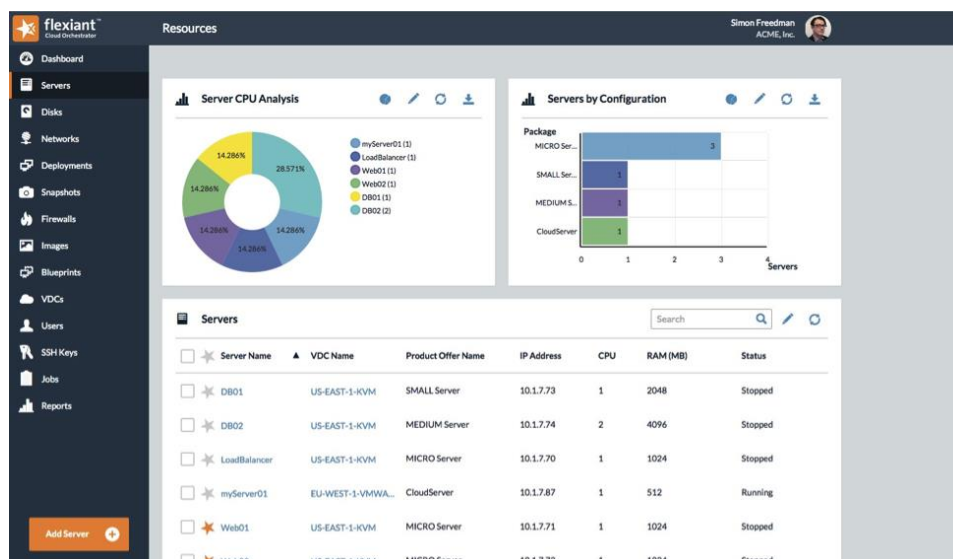 flexiant™
Cloud Orchestrator
Resources
Simon Freedman
ACME, Inc.
Dashboard
Servers
Disks
Networks
Deployments
Snapshots
Firewalls
Images
Blueprints
VDCs
Users
SSH Keys
Jobs
Reports
Add Server
Server CPU Analysis
14.286%
28.571%
14.286%
14.286%
14.286%
14.286%
myServer01 (1)
LoadBalancer (1)
Web01 (1)
Web02 (1)
DB01 (1)
DB02 (2)
Servers by Configuration
Package
MICRO Ser... 3
SMALL Ser... 1
MEDIUM S... 1
CloudServer 1
0 1 2 3 4
Servers
Servers
Search
Server Name ▲ VDC Name Product Offer Name IP Address CPU RAM (MB) Status
DB01 US-EAST-1-KVM SMALL Server 10.1.7.73 1 2048 Stopped
DB02 US-EAST-1-KVM MEDIUM Server 10.1.7.74 2 4096 Stopped
LoadBalancer US-EAST-1-KVM MICRO Server 10.1.7.70 1 1024 Stopped
myServer01 EU-WEST-1-VMWA... CloudServer 10.1.7.87 1 512 Running
Web01 US-EAST-1-KVM MICRO Server 10.1.7.71 1 1024 Stopped